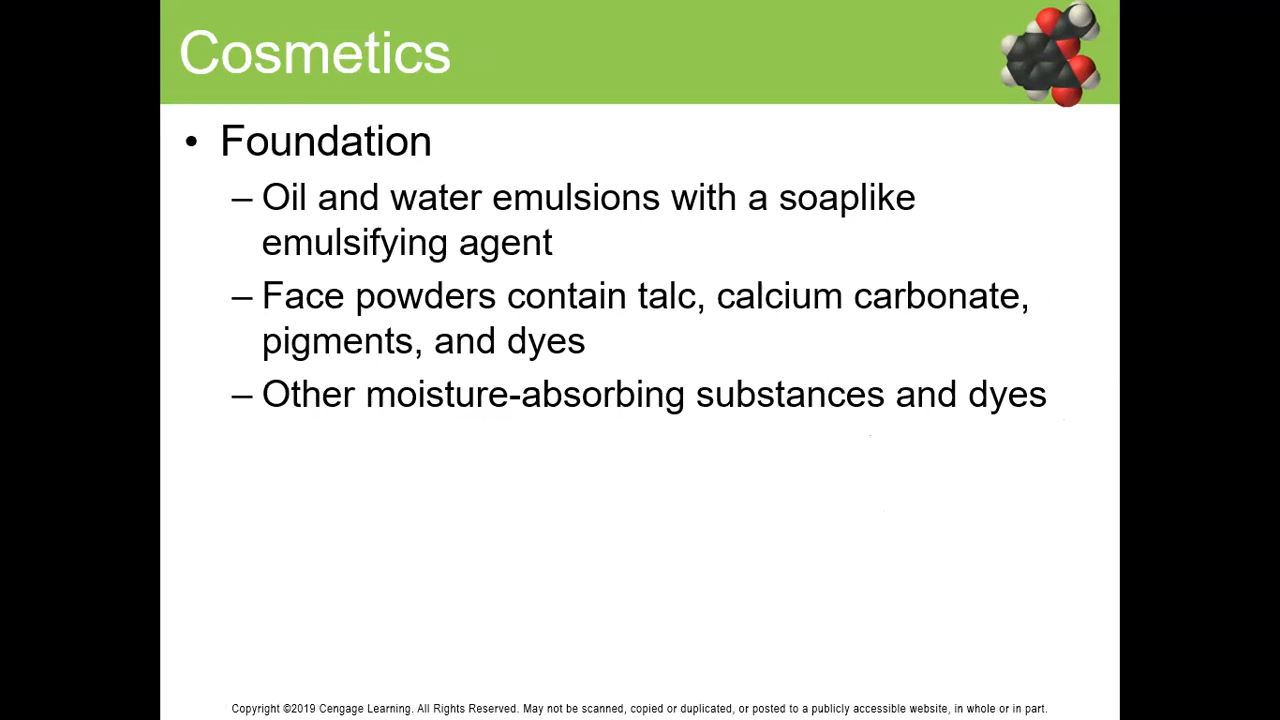 Cosmetics
• Foundation
– Oil and water emulsions with a soaplike
emulsifying agent
– Face powders contain talc, calcium carbonate,
pigments, and dyes
– Other moisture-absorbing substances and dyes
Copyright ©2019 Cengage Learning. All Rights Reserved. May not be scanned, copied or duplicated, or posted to a publicly accessible website, in whole or in part.